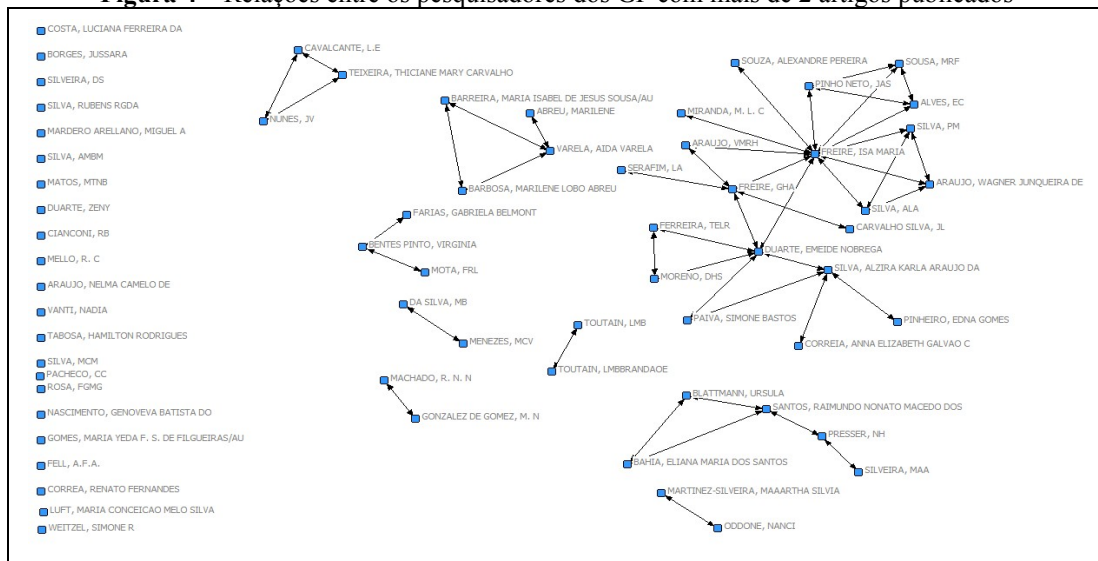 Figura 4 – Relações entre os pesquisadores dos GP com mais de 2 artigos publicados
COSTA, LUCIANA FERREIRA DA
BORGES, JUSSARA
SILVEIRA, DS
SILVA, RUBENS RGDA
MARDERO ARELLANO, MIGUEL A
SILVA, AMBM
MATOS, MTNB
DUARTE, ZENY
CIANCONI, RB
MELLO, R. C
ARAUJO, NELMA CAMELO DE
VANTI, NADIA
TABOSA, HAMILTON RODRIGUES
SILVA, MCM
PACHECO, CC
ROSA, FGMG
NASCIMENTO, GENOVEVA BATISTA DO
GOMES, MARIA YEDA F. S. DE FILGUEIRAS/AU
FELL, A.F.A.
CORREA, RENATO FERNANDES
LUFT, MARIA CONCEICAO MELO SILVA
WEITZEL, SIMONE R
CAVALCANTE, L.E
TEIXEIRA, THICIANE MARY CARVALHO
NUNES, JV
BARREIRA, MARIA ISABEL DE JESUS SOUSA/AU
ABREU, MARILENE
VARELA, AIDA VARELA
BARBOSA, MARILENE LOBO ABREU
FARIAS, GABRIELA BELMONT
BENTES PINTO, VIRGINIA
MOTA, FRL
DA SILVA, MB
MENEZES, MCV
TOUTAIN, LMB
TOUTAIN, LMBBRANDAOE
MACHADO, R. N. N
GONZALEZ DE GOMEZ, M. N
SOUZA, ALEXANDRE PEREIRA
SOUSA, MRF
PINHO NETO, JAS
ALVES, EC
MIRANDA, M. L. C
SILVA, PM
ARAUJO, VMRH
FREIRE, ISA MARIA
SERAFIM, LA
ARAUJO, WAGNER JUNQUEIRA DE
FREIRE, GHA
SILVA, ALA
CARVALHO SILVA, JL
FERREIRA, TELR
DUARTE, EMEIDE NOBREGA
MORENO, DHS
SILVA, ALZIRA KARLA ARAUJO DA
PAIVA, SIMONE BASTOS
PINHEIRO, EDNA GOMES
CORREIA, ANNA ELIZABETH GALVAO C
BLATTMANN, URSULA
SANTOS, RAIMUNDO NONATO MACEDO DOS
PRESSER, NH
BAHIA, ELIANA MARIA DOS SANTOS
SILVEIRA, MAA
MARTINEZ-SILVEIRA, MAAARTHA SILVIA
ODDONE, NANCI